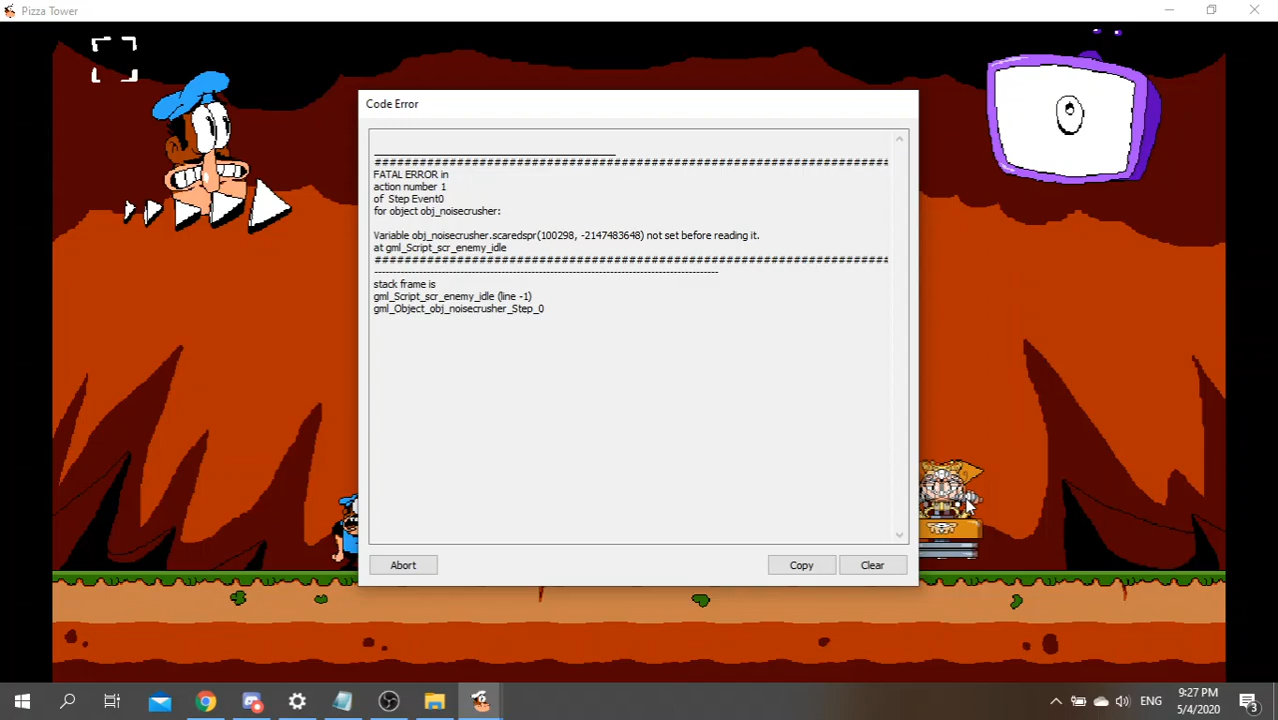 Pizza Tower
Code Error
___________________________________________
############################################################################################
FATAL ERROR in
action number 1
of  Step Event0
for object obj_noisecrusher:
Variable obj_noisecrusher.scaredspr(100298, -2147483648) not set before reading it.
at gml_Script_scr_enemy_idle
############################################################################################
--------------------------------------------------------------------------------------------
stack frame is
gml_Script_scr_enemy_idle (line -1)
gml_Object_obj_noisecrusher_Step_0
Abort
Copy
Clear
ENG
9:27 PM
5/4/2020
3